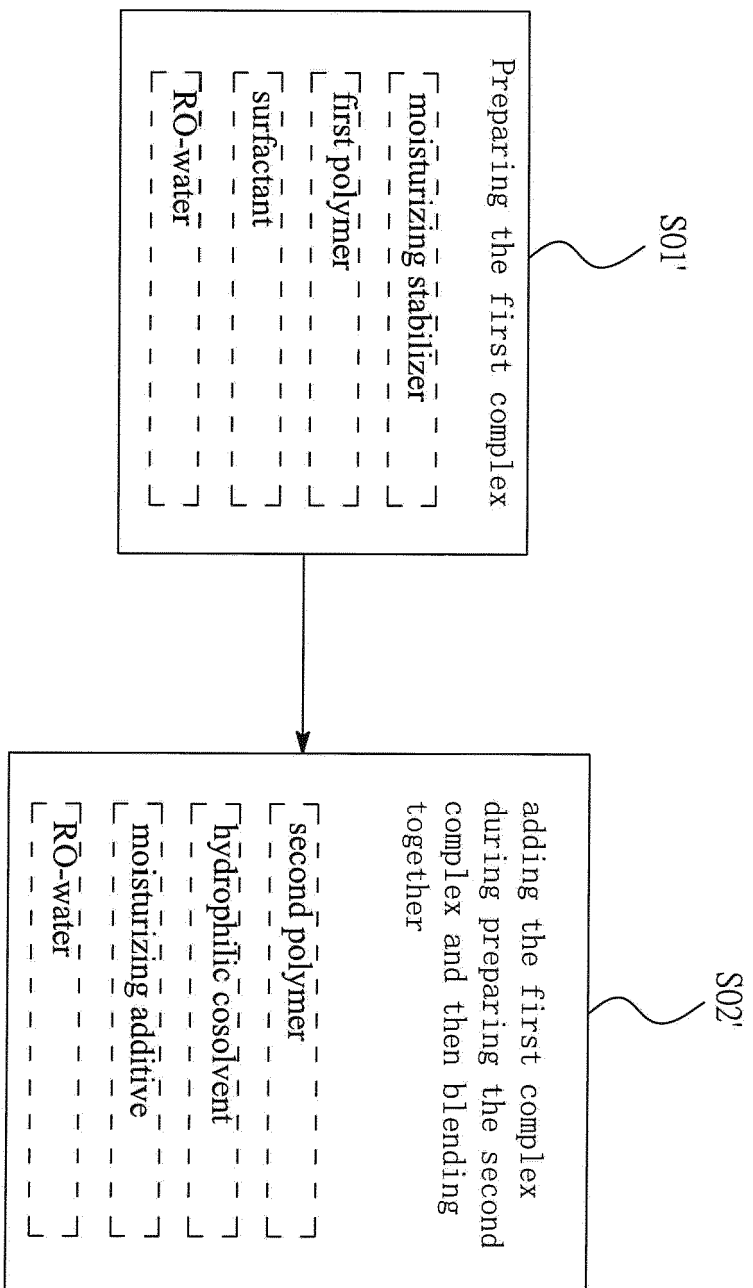 S01'
Preparing the first complex
moisturizing stabilizer
first polymer
surfactant
RO-water
S02'
adding the first complex
during preparing the second
complex and then blending
together
second polymer
hydrophilic cosolvent
moisturizing additive
RO-water